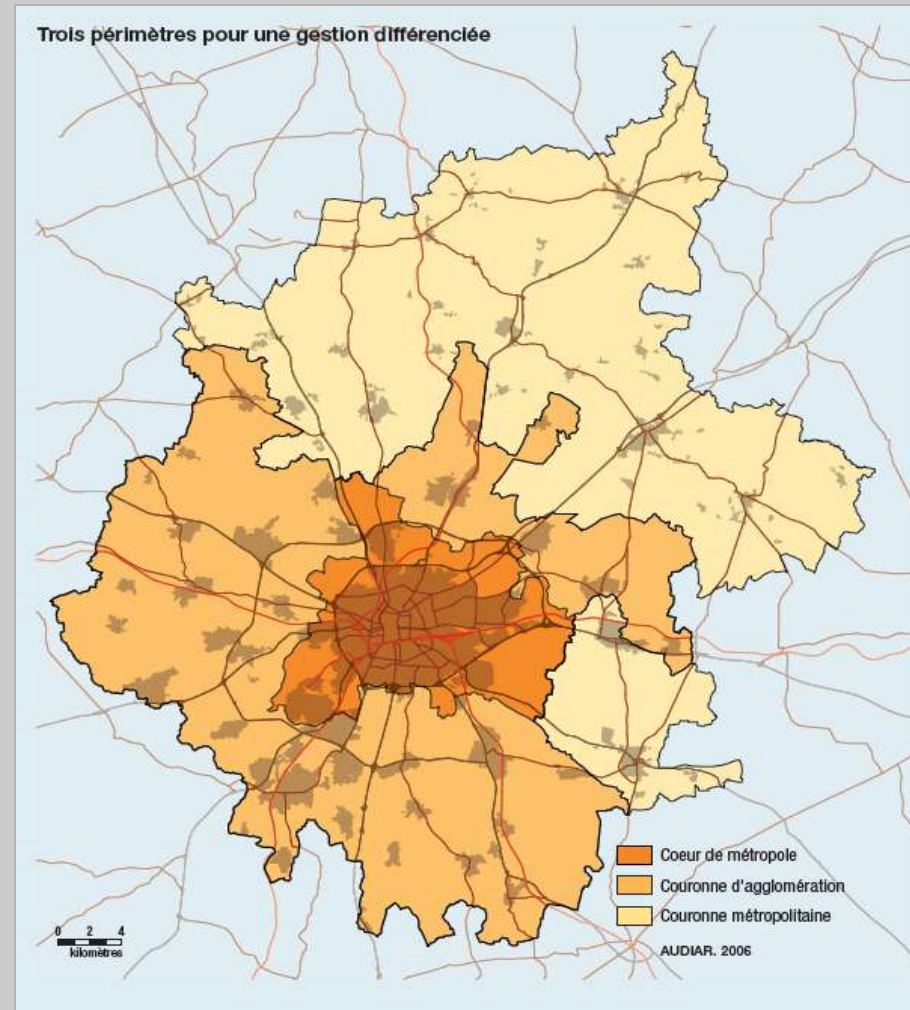 Trois périmètres pour une gestion différenciée
Coeur de métropole
Couronne d'agglomération
Couronne métropolitaine
0 2 4
kilomètres
AUDIAR. 2006